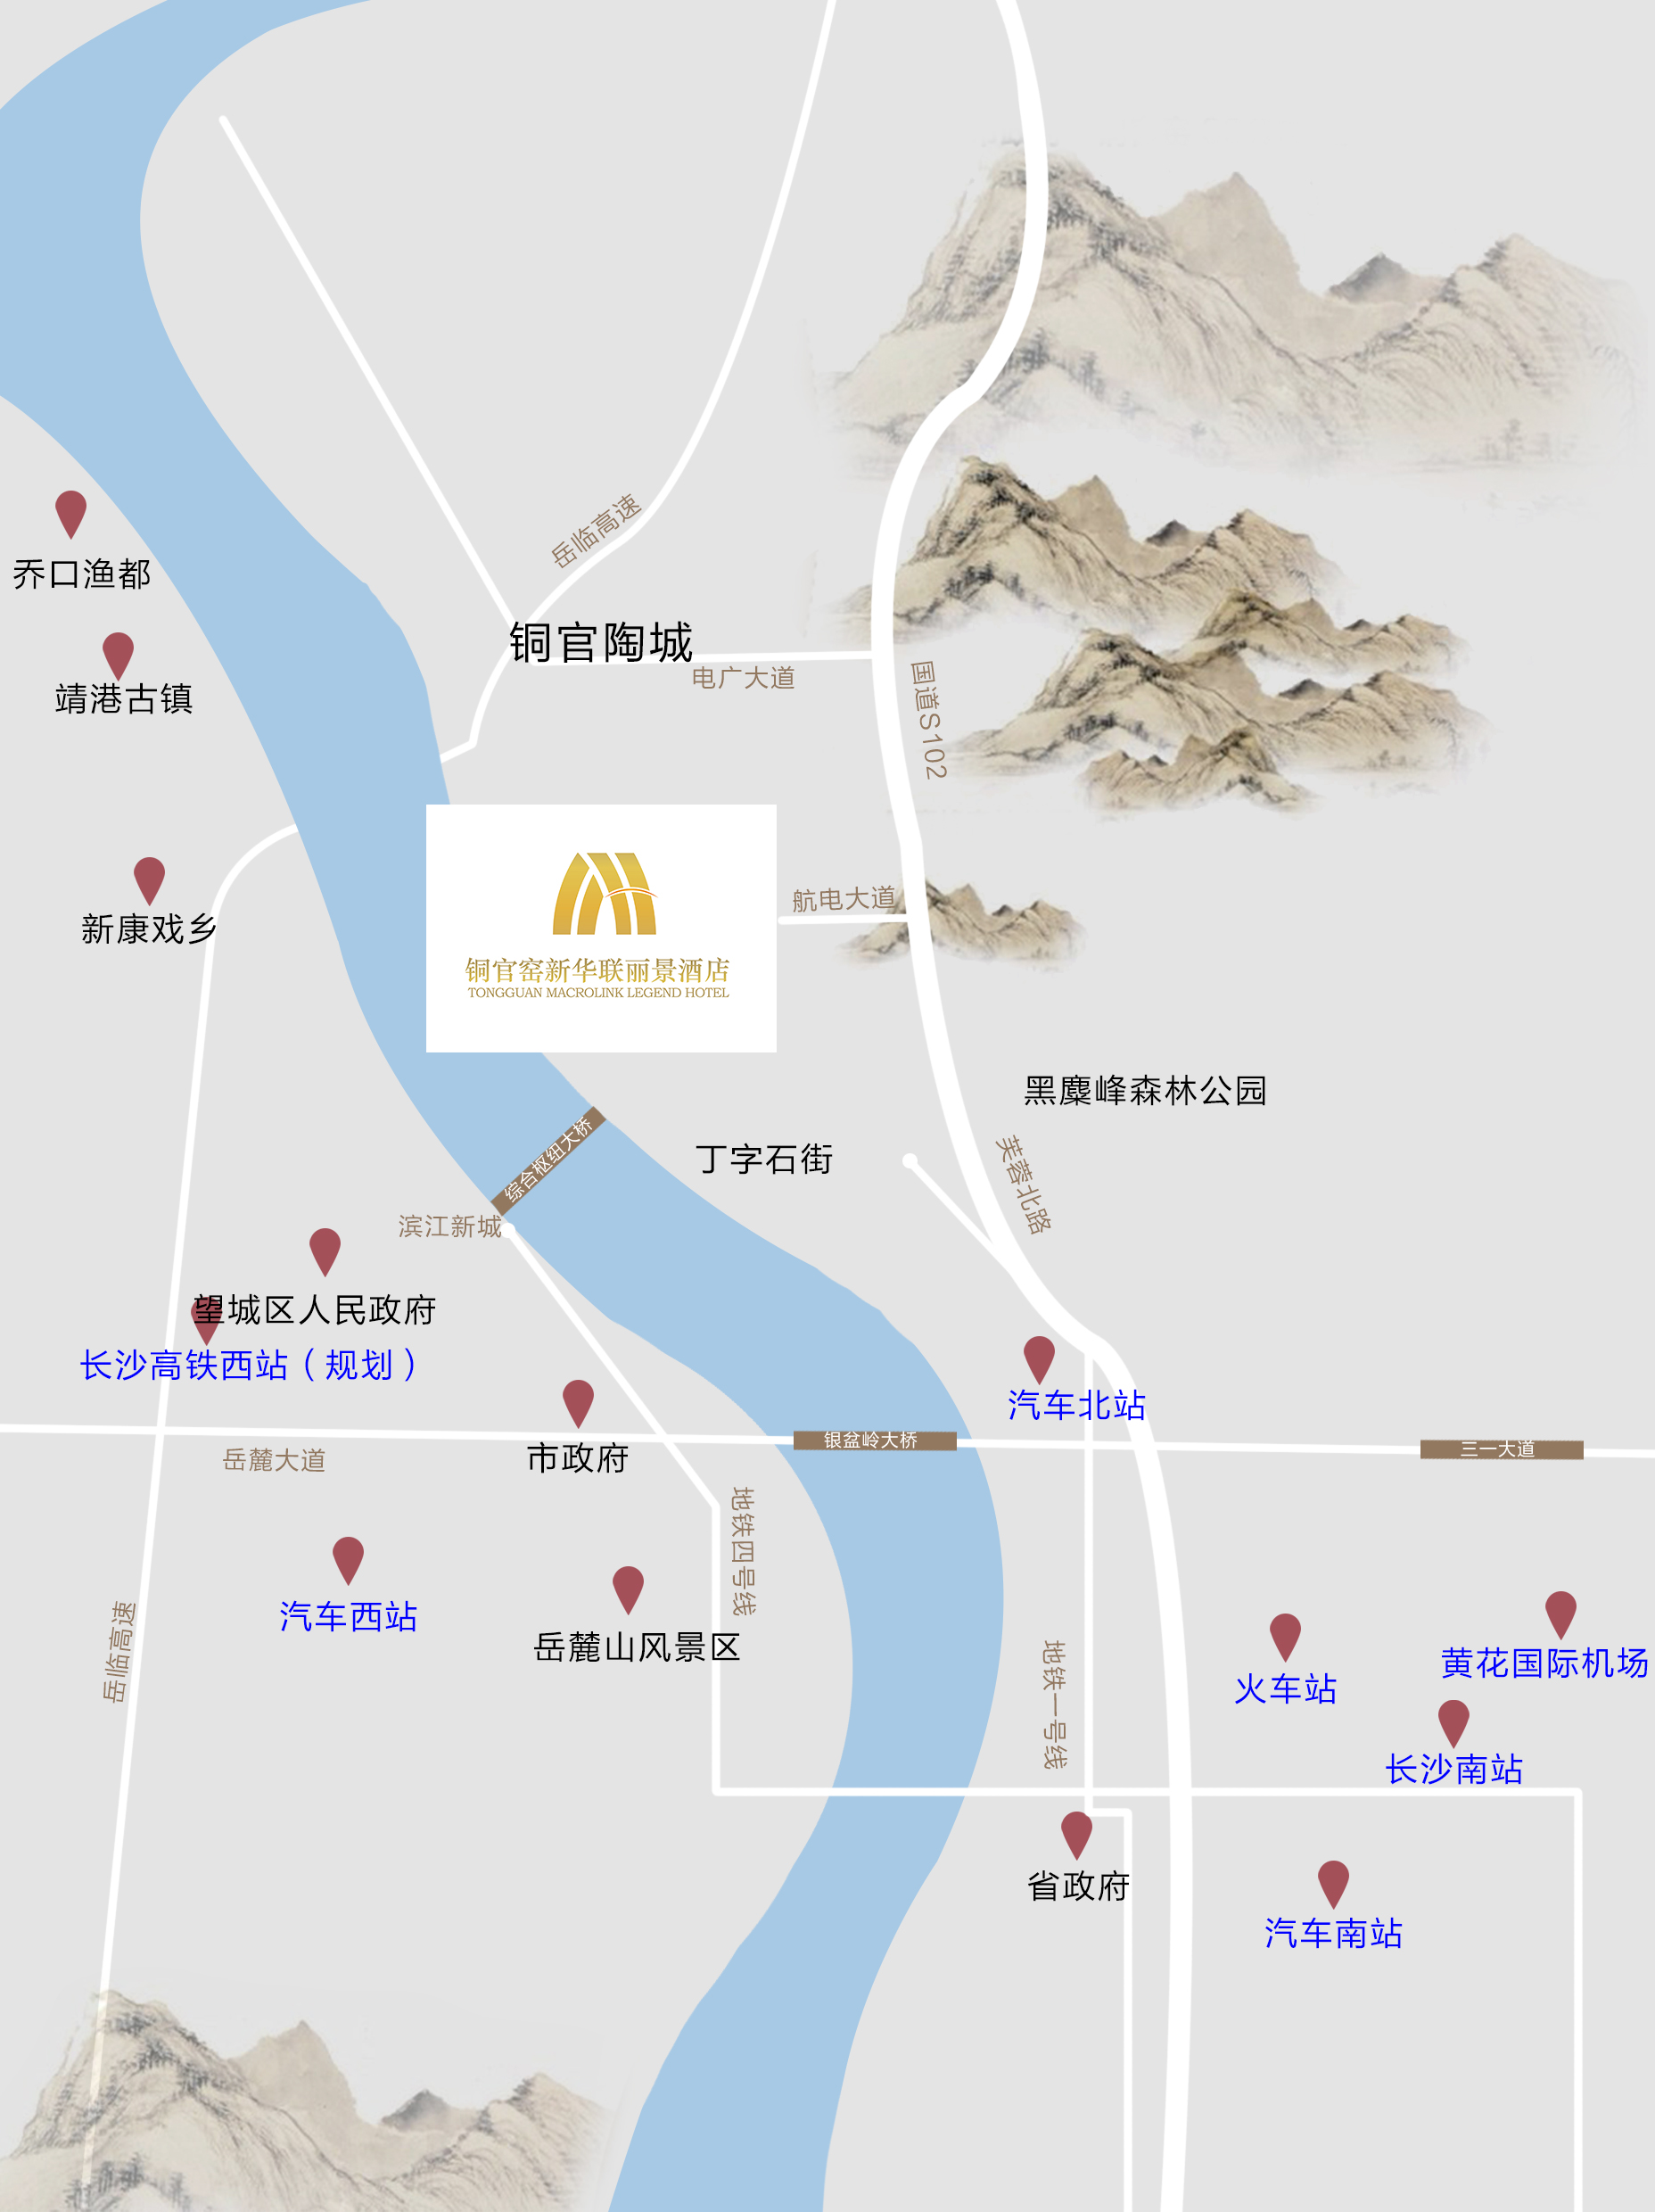 岳临高速
乔口渔都
铜官陶城
电广大道
靖港古镇
国道S102
航电大道
新康戏乡
铜官窑新华联丽景酒店
TONGGUAN MACROLINK LEGEND HOTEL
黑麋峰森林公园
综合枢纽大桥
丁字石街
芙蓉北路
滨江新城
望城区人民政府
长沙高铁西站（规划）
汽车北站
银盆岭大桥
三一大道
岳麓大道
市政府
地铁四号线
汽车西站
岳麓山风景区
岳临高速
地铁一号线
火车站
黄花国际机场
长沙南站
省政府
汽车南站